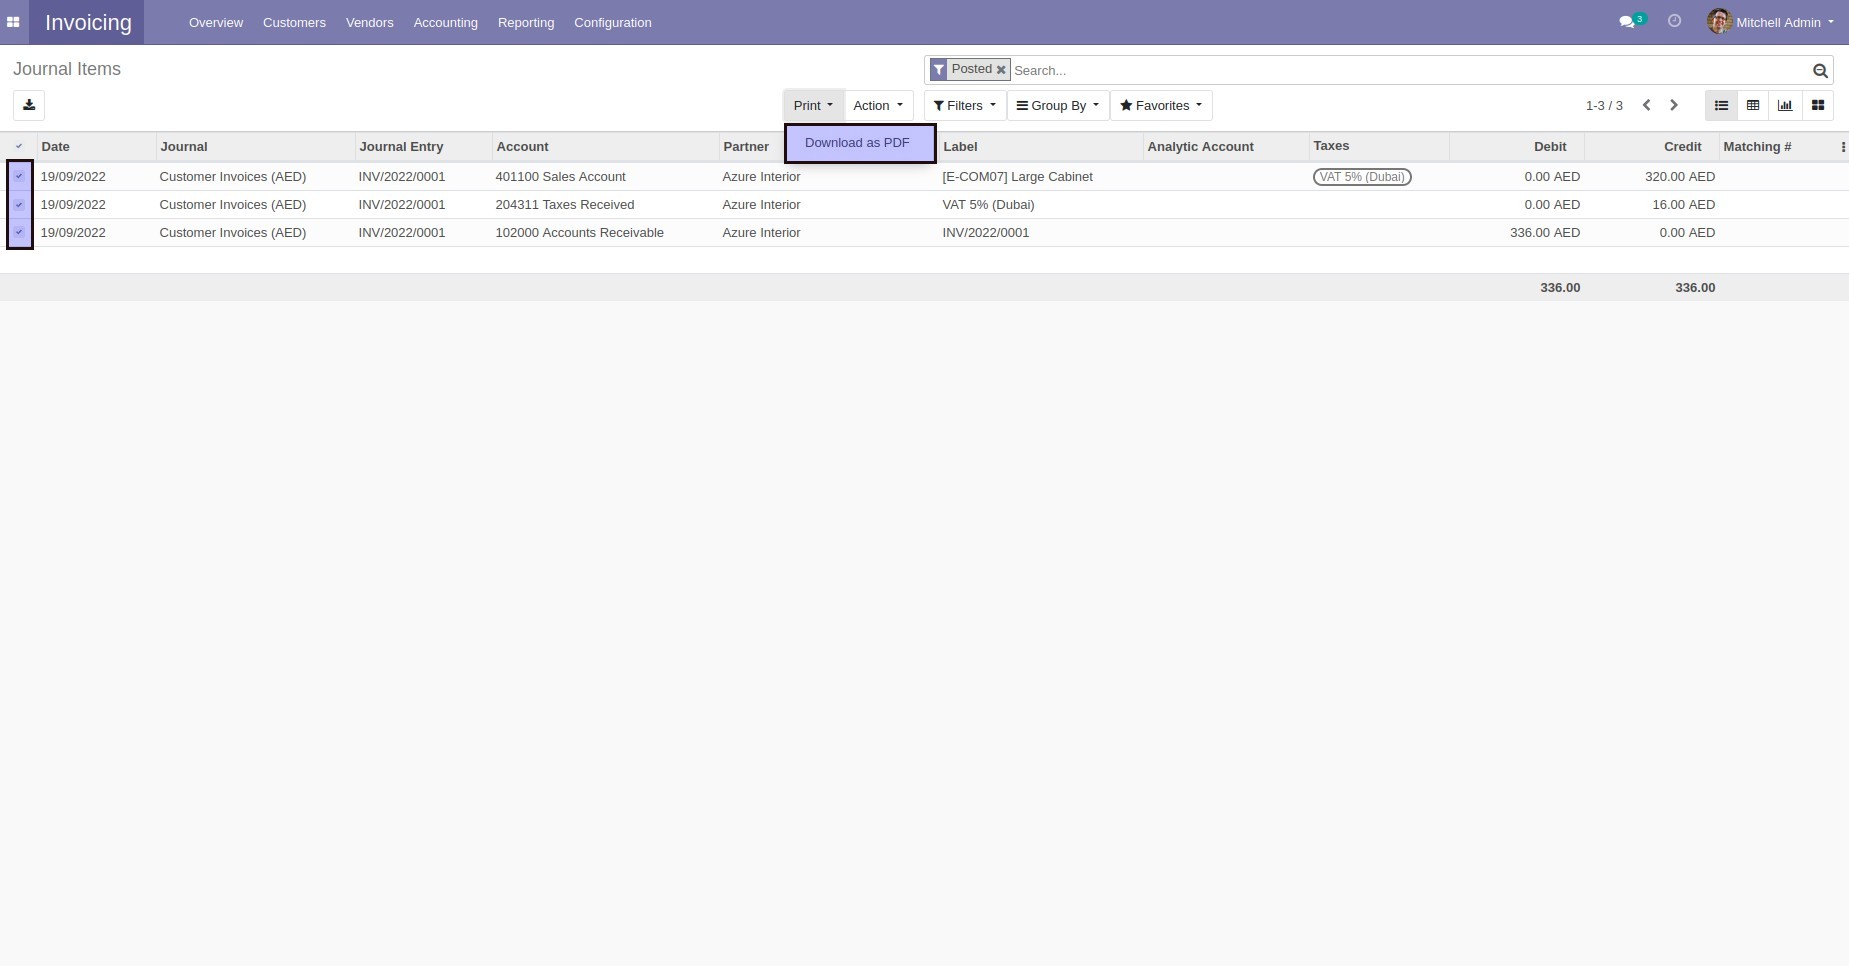 Invoicing Overview Customers Vendors Accounting Reporting Configuration 3 Mitchell Admin
Journal Items Posted Search...
Print Action Filters Group By Favorites 1-3 / 3
Download as PDF
Date Journal Journal Entry Account Partner Label Analytic Account Taxes Debit Credit Matching #
19/09/2022 Customer Invoices (AED) INV/2022/0001 401100 Sales Account Azure Interior [E-COM07] Large Cabinet VAT 5% (Dubai) 0.00 AED 320.00 AED
19/09/2022 Customer Invoices (AED) INV/2022/0001 204311 Taxes Received Azure Interior VAT 5% (Dubai) 0.00 AED 16.00 AED
19/09/2022 Customer Invoices (AED) INV/2022/0001 102000 Accounts Receivable Azure Interior INV/2022/0001 336.00 AED 0.00 AED
336.00 336.00